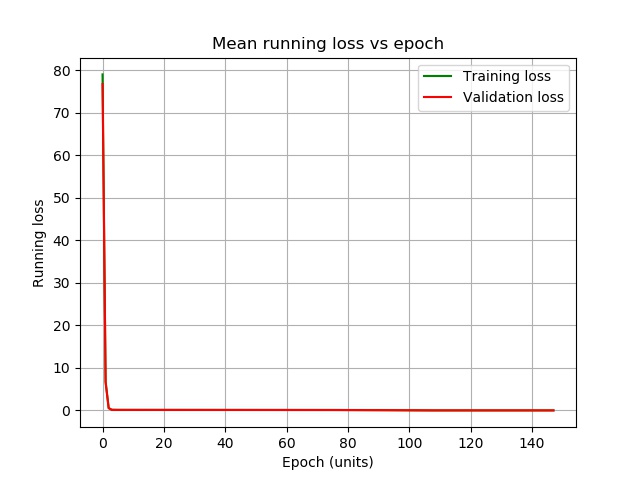 Mean running loss vs epoch
Training loss
Validation loss
80
70
60
50
40
30
20
10
0
Running loss
0 20 40 60 80 100 120 140
Epoch (units)